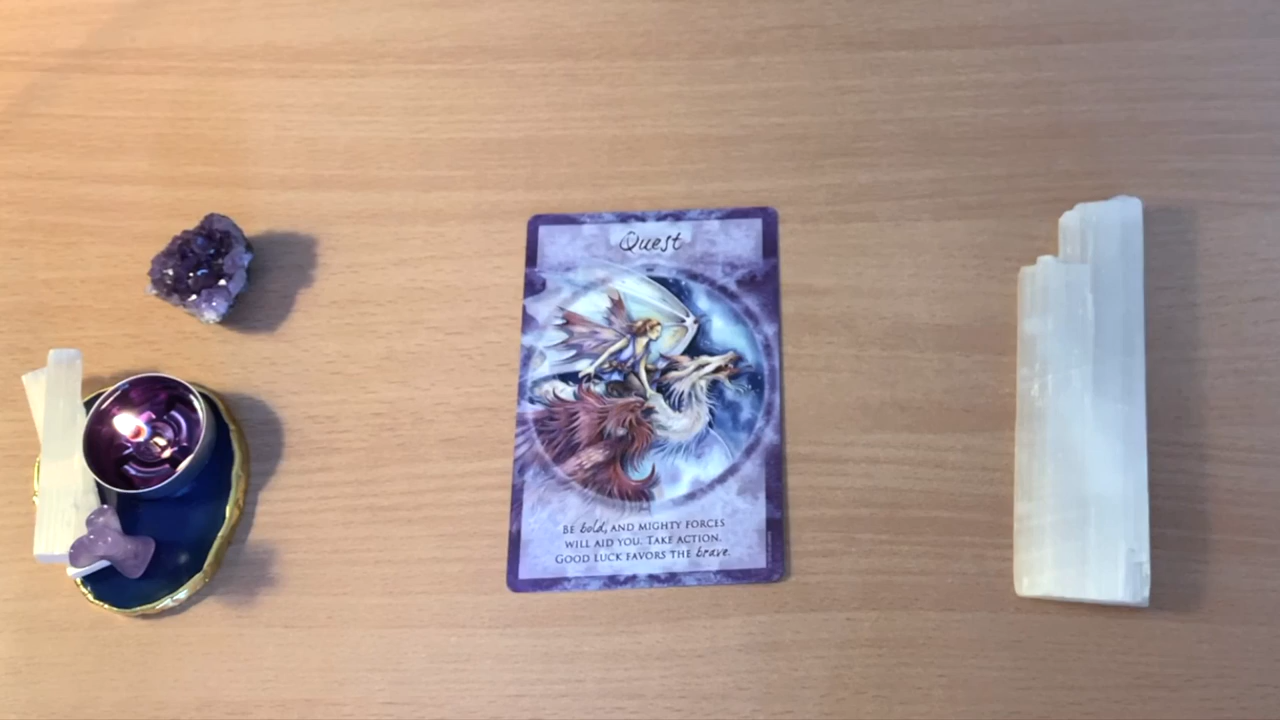 Quest
BE bold, AND MIGHTY FORCES
WILL AID YOU. TAKE ACTION.
GOOD LUCK FAVORS THE brave.